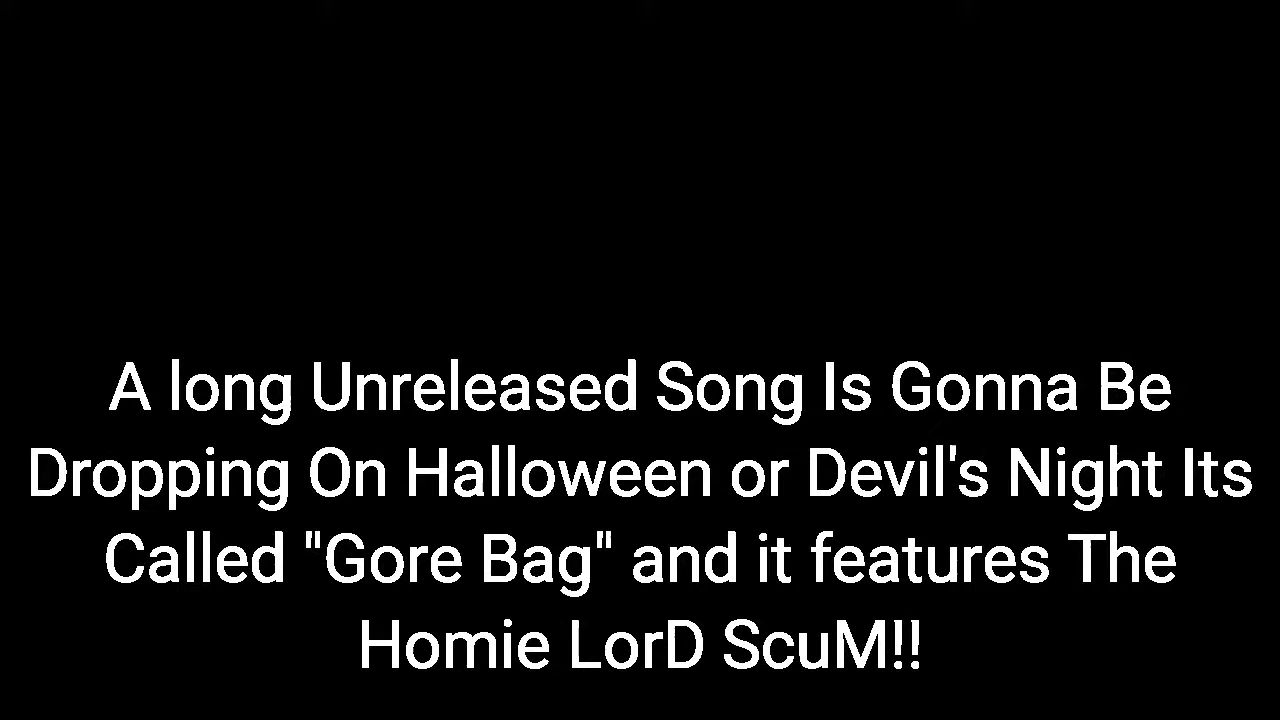 A long Unreleased Song Is Gonna Be
Dropping On Halloween or Devil's Night Its
Called "Gore Bag" and it features The
Homie LorD ScuM!!